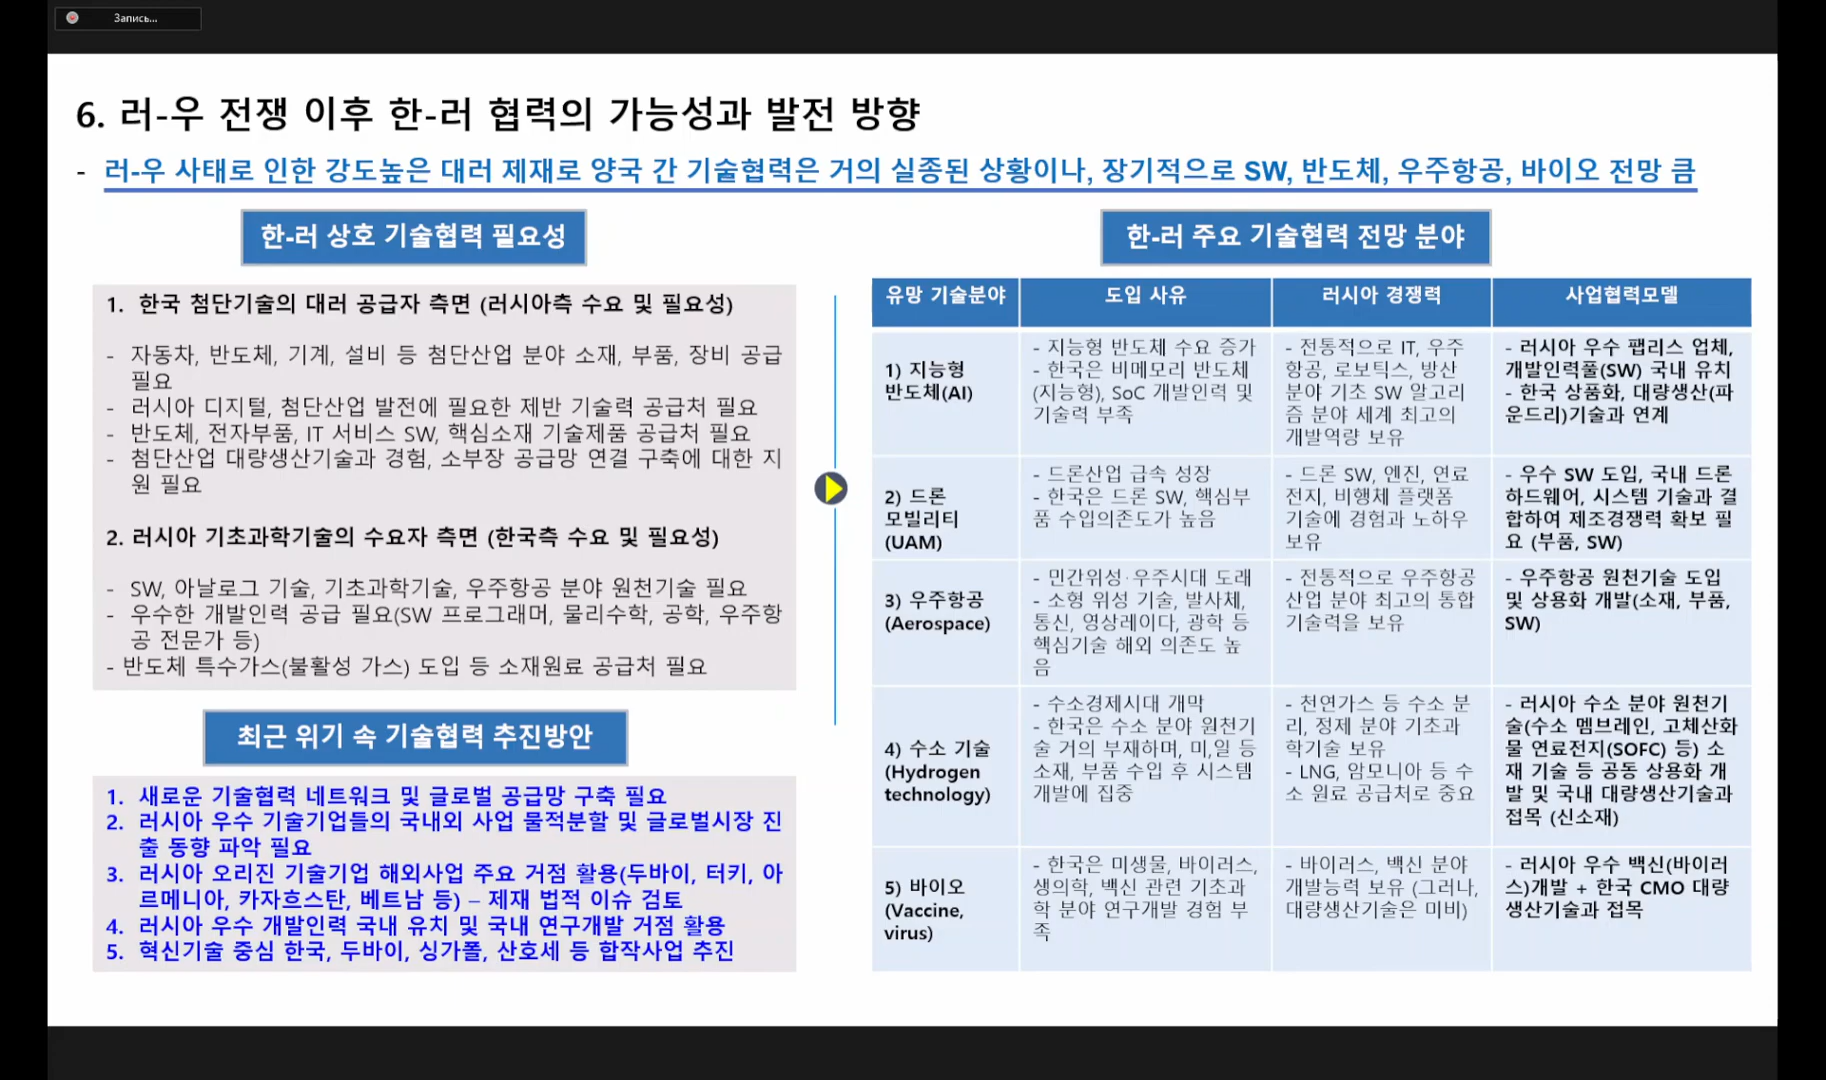 Запись...
6. 러-우 전쟁 이후 한-러 협력의 가능성과 발전 방향
- 러-우 사태로 인한 강도높은 대러 제재로 양국 간 기술협력은 거의 실종된 상황이나, 장기적으로 SW, 반도체, 우주항공, 바이오 전망 큼
한-러 상호 기술협력 필요성
1. 한국 첨단기술의 대러 공급자 측면 (러시아측 수요 및 필요성)
- 자동차, 반도체, 기계, 설비 등 첨단산업 분야 소재, 부품, 장비 공급
필요
- 러시아 디지털, 첨단산업 발전에 필요한 제반 기술력 공급처 필요
- 반도체, 전자부품, IT 서비스 SW, 핵심소재 기술제품 공급처 필요
- 첨단산업 대량생산기술과 경험, 소부장 공급망 연결 구축에 대한 지
원 필요
2. 러시아 기초과학기술의 수요자 측면 (한국측 수요 및 필요성)
- SW, 아날로그 기술, 기초과학기술, 우주항공 분야 원천기술 필요
- 우수한 개발인력 공급 필요(SW 프로그래머, 물리수학, 공학, 우주항
공 전문가 등)
- 반도체 특수가스(불활성 가스) 도입 등 소재원료 공급처 필요
최근 위기 속 기술협력 추진방안
1. 새로운 기술협력 네트워크 및 글로벌 공급망 구축 필요
2. 러시아 우수 기술기업들의 국내외 사업 물적분할 및 글로벌시장 진
출 동향 파악 필요
3. 러시아 오리진 기술기업 해외사업 주요 거점 활용(두바이, 터키, 아
르메니아, 카자흐스탄, 베트남 등) – 제재 법적 이슈 검토
4. 러시아 우수 개발인력 국내 유치 및 국내 연구개발 거점 활용
5. 혁신기술 중심 한국, 두바이, 싱가폴, 산호세 등 합작사업 추진
한-러 주요 기술협력 전망 분야
유망 기술분야
도입 사유
러시아 경쟁력
사업협력모델
1) 지능형
반도체(AI)
- 지능형 반도체 수요 증가
- 한국은 비메모리 반도체
(지능형), SoC 개발인력 및
기술력 부족
- 전통적으로 IT, 우주
항공, 로보틱스, 방산
분야 기초 SW 알고리
즘 분야 세계 최고의
개발역량 보유
- 러시아 우수 팹리스 업체,
개발인력풀(SW) 국내 유치
- 한국 상품화, 대량생산(파
운드리)기술과 연계
2) 드론
모빌리티
(UAM)
- 드론산업 급속 성장
- 한국은 드론 SW, 핵심부
품 수입의존도가 높음
- 드론 SW, 엔진, 연료
전지, 비행체 플랫폼
기술에 경험과 노하우
보유
- 우수 SW 도입, 국내 드론
하드웨어, 시스템 기술과 결
합하여 제조경쟁력 확보 필
요 (부품, SW)
3) 우주항공
(Aerospace)
- 민간위성·우주시대 도래
- 소형 위성 기술, 발사체,
통신, 영상레이다, 광학 등
핵심기술 해외 의존도 높
음
- 전통적으로 우주항공
산업 분야 최고의 통합
기술력을 보유
- 우주항공 원천기술 도입
및 상용화 개발(소재, 부품,
SW)
4) 수소 기술
(Hydrogen
technology)
- 수소경제시대 개막
- 한국은 수소 분야 원천기
술 거의 부재하며, 미,일 등
소재, 부품 수입 후 시스템
개발에 집중
- 천연가스 등 수소 분
리, 정제 분야 기초과
학기술 보유
- LNG, 암모니아 등 수
소 원료 공급처로 중요
- 러시아 수소 분야 원천기
술(수소 멤브레인, 고체산화
물 연료전지(SOFC) 등) 소
재 기술 등 공동 상용화 개
발 및 국내 대량생산기술과
접목 (신소재)
5) 바이오
(Vaccine,
virus)
- 한국은 미생물, 바이러스,
생의학, 백신 관련 기초과
학 분야 연구개발 경험 부
족
- 바이러스, 백신 분야
개발능력 보유 (그러나,
대량생산기술은 미비)
- 러시아 우수 백신(바이러
스)개발 + 한국 CMO 대량
생산기술과 접목